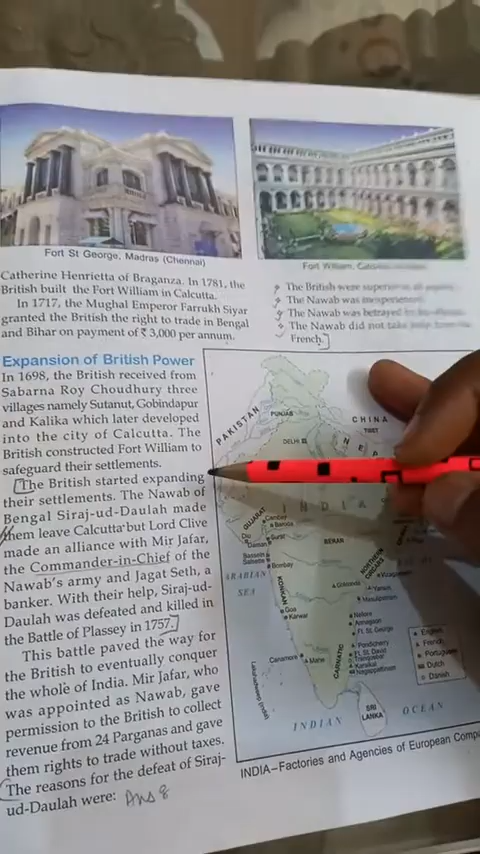 Fort St George, Madras (Chennai)
Fort William,
Catherine Henrietta of Braganza. In 1781, the
British built the Fort William in Calcutta.
In 1717, the Mughal Emperor Farrukh Siyar
granted the British the right to trade in Bengal
and Bihar on payment of ₹ 3,000 per annum.
Expansion of British Power
In 1698, the British received from
Sabarna Roy Choudhury three
villages namely Sutanut, Gobindapur
and Kalika which later developed
into the city of Calcutta. The
British constructed Fort William to
safeguard their settlements.
The British started expanding
their settlements. The Nawab of
Bengal Siraj-ud-Daulah made
them leave Calcutta but Lord Clive
made an alliance with Mir Jafar,
the Commander-in-Chief of the
Nawab's army and Jagat Seth, a
banker. With their help, Siraj-ud-
Daulah was defeated and killed in
the Battle of Plassey in 1757.
This battle paved the way for
the British to eventually conquer
the whole of India. Mir Jafar, who
was appointed as Nawab, gave
permission to the British to collect
revenue from 24 Parganas and gave
them rights to trade without taxes.
The reasons for the defeat of Siraj-
ud-Daulah were: Ans 8
The British were superior in
The Nawab was inexperienced.
The Nawab was betrayed by
The Nawab did not take help from the
French.
PAKISTAN
PUNJAB
CHINA
TIBET
DELHI
NEP
INDIA
GUJARAT
Cambay
Baroda
Diu
Daman
Surat
BERAR
Bassein
Salsette
Bombay
NORTHERN
CIRCARS
ARABIAN
SEA
KONKAN
Golconda
Vizagapatam
Yanam
Masulipatam
Goa
Karwar
Nellore
Armagaon
Ft. St. George
Pondicherry
Ft. St. David
Tranquebar
Karaikal
Nagapattinam
Cannanore
Mahe
CARNATIC
English
French
Portuguese
Dutch
Danish
Lakshadweep (India)
SRI
LANKA
INDIAN OCEAN
INDIA–Factories and Agencies of European Comp